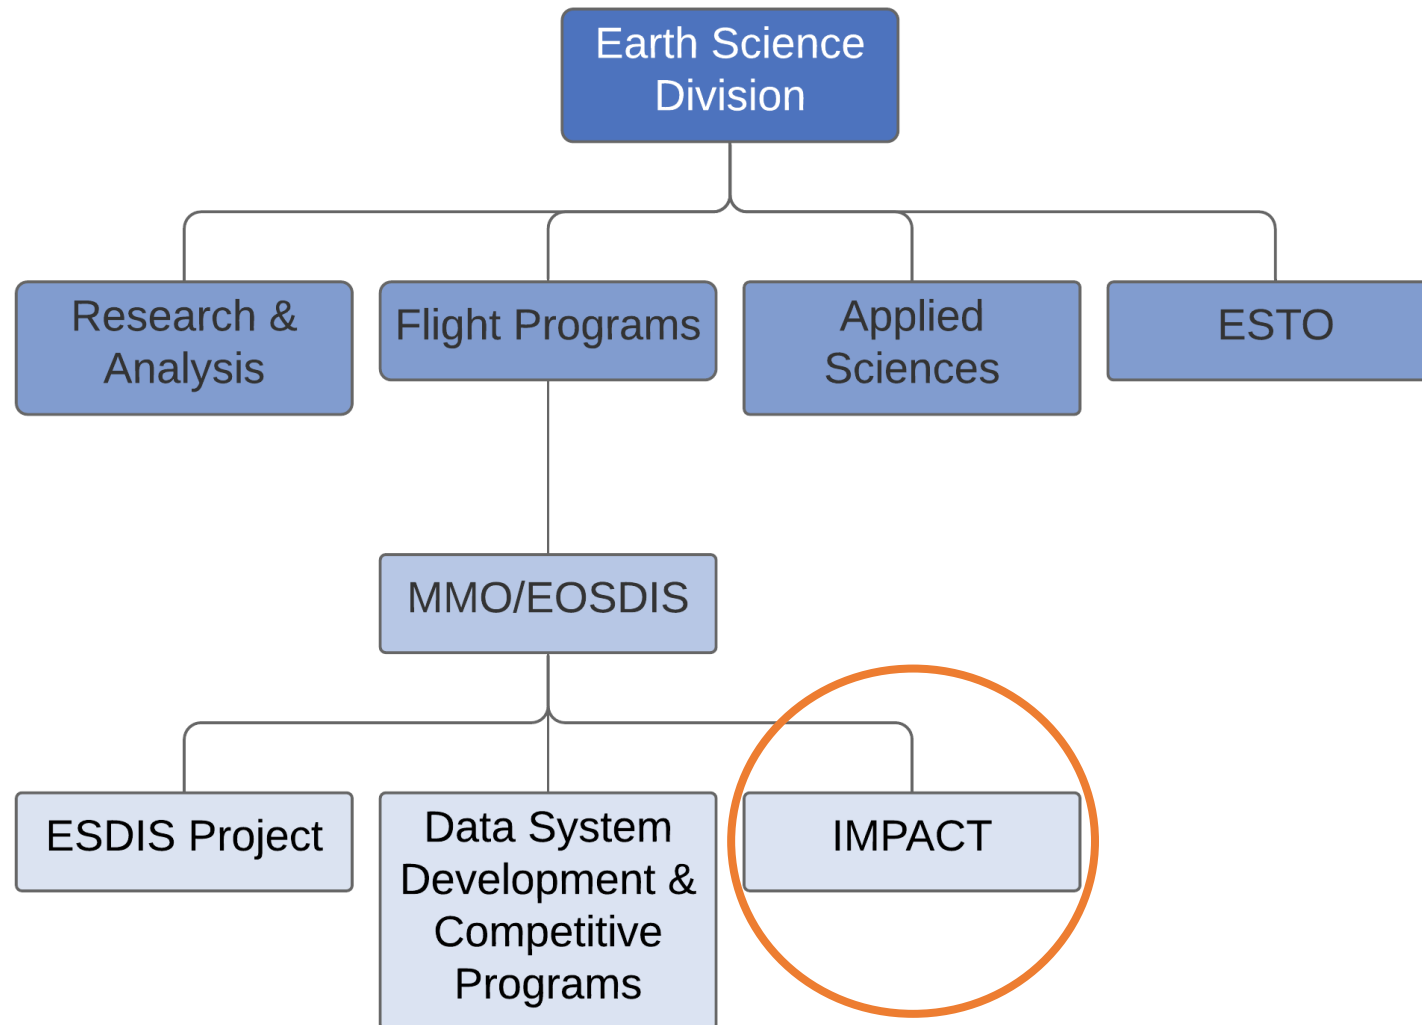 Earth Science
Division
Research &
Analysis
Flight Programs
Applied
Sciences
ESTO
MMO/EOSDIS
ESDIS Project
Data System
Development &
Competitive
Programs
IMPACT